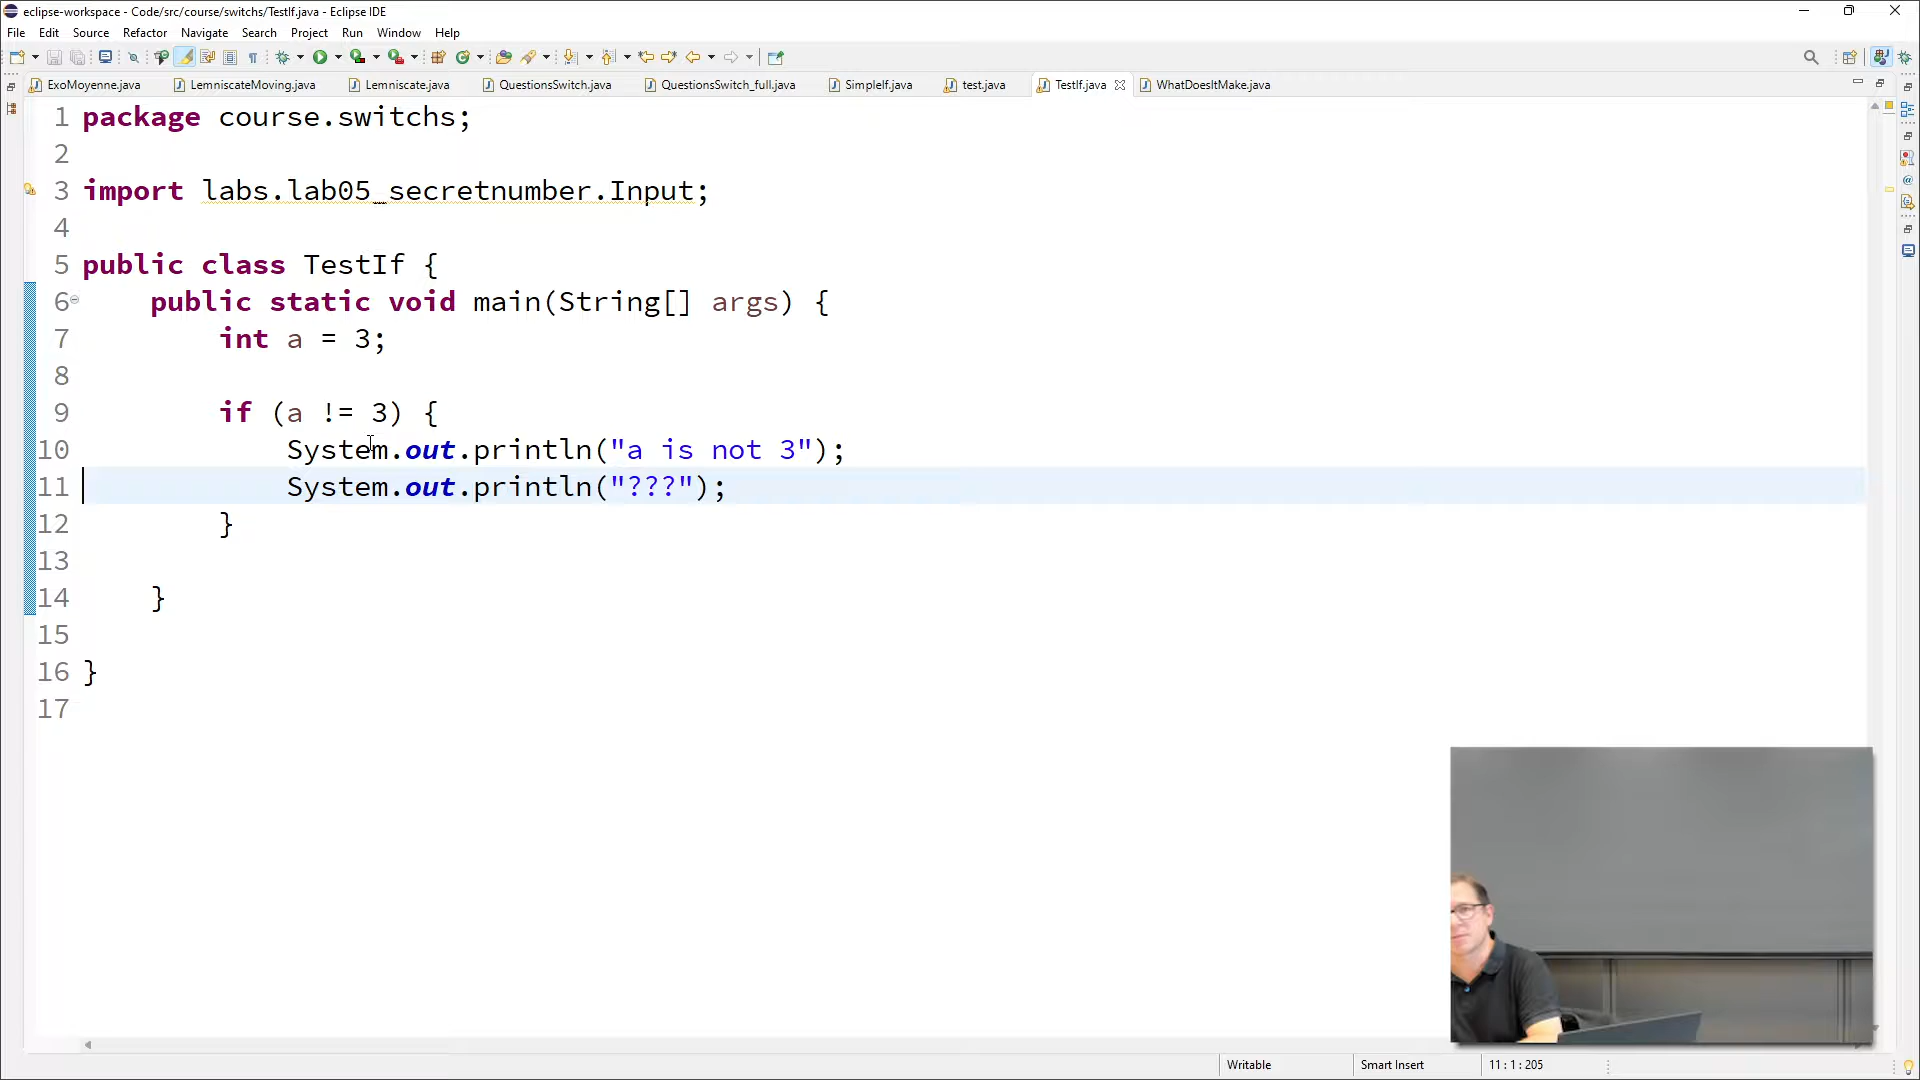 eclipse-workspace - Code/src/course/switchs/TestIf.java - Eclipse IDE
File Edit Source Refactor Navigate Search Project Run Window Help
ExoMoyenne.java LemniscateMoving.java Lemniscate.java QuestionsSwitch.java QuestionsSwitch_full.java SimpleIf.java test.java TestIf.java WhatDoesItMake.java
1 package course.switchs;
2
3 import labs.lab05_secretnumber.Input;
4
5 public class TestIf {
6 public static void main(String[] args) {
7 int a = 3;
8
9 if (a != 3) {
10 System.out.println("a is not 3");
11 System.out.println("???");
12 }
13
14 }
15
16 }
17
Writable Smart Insert 11 : 1 : 205